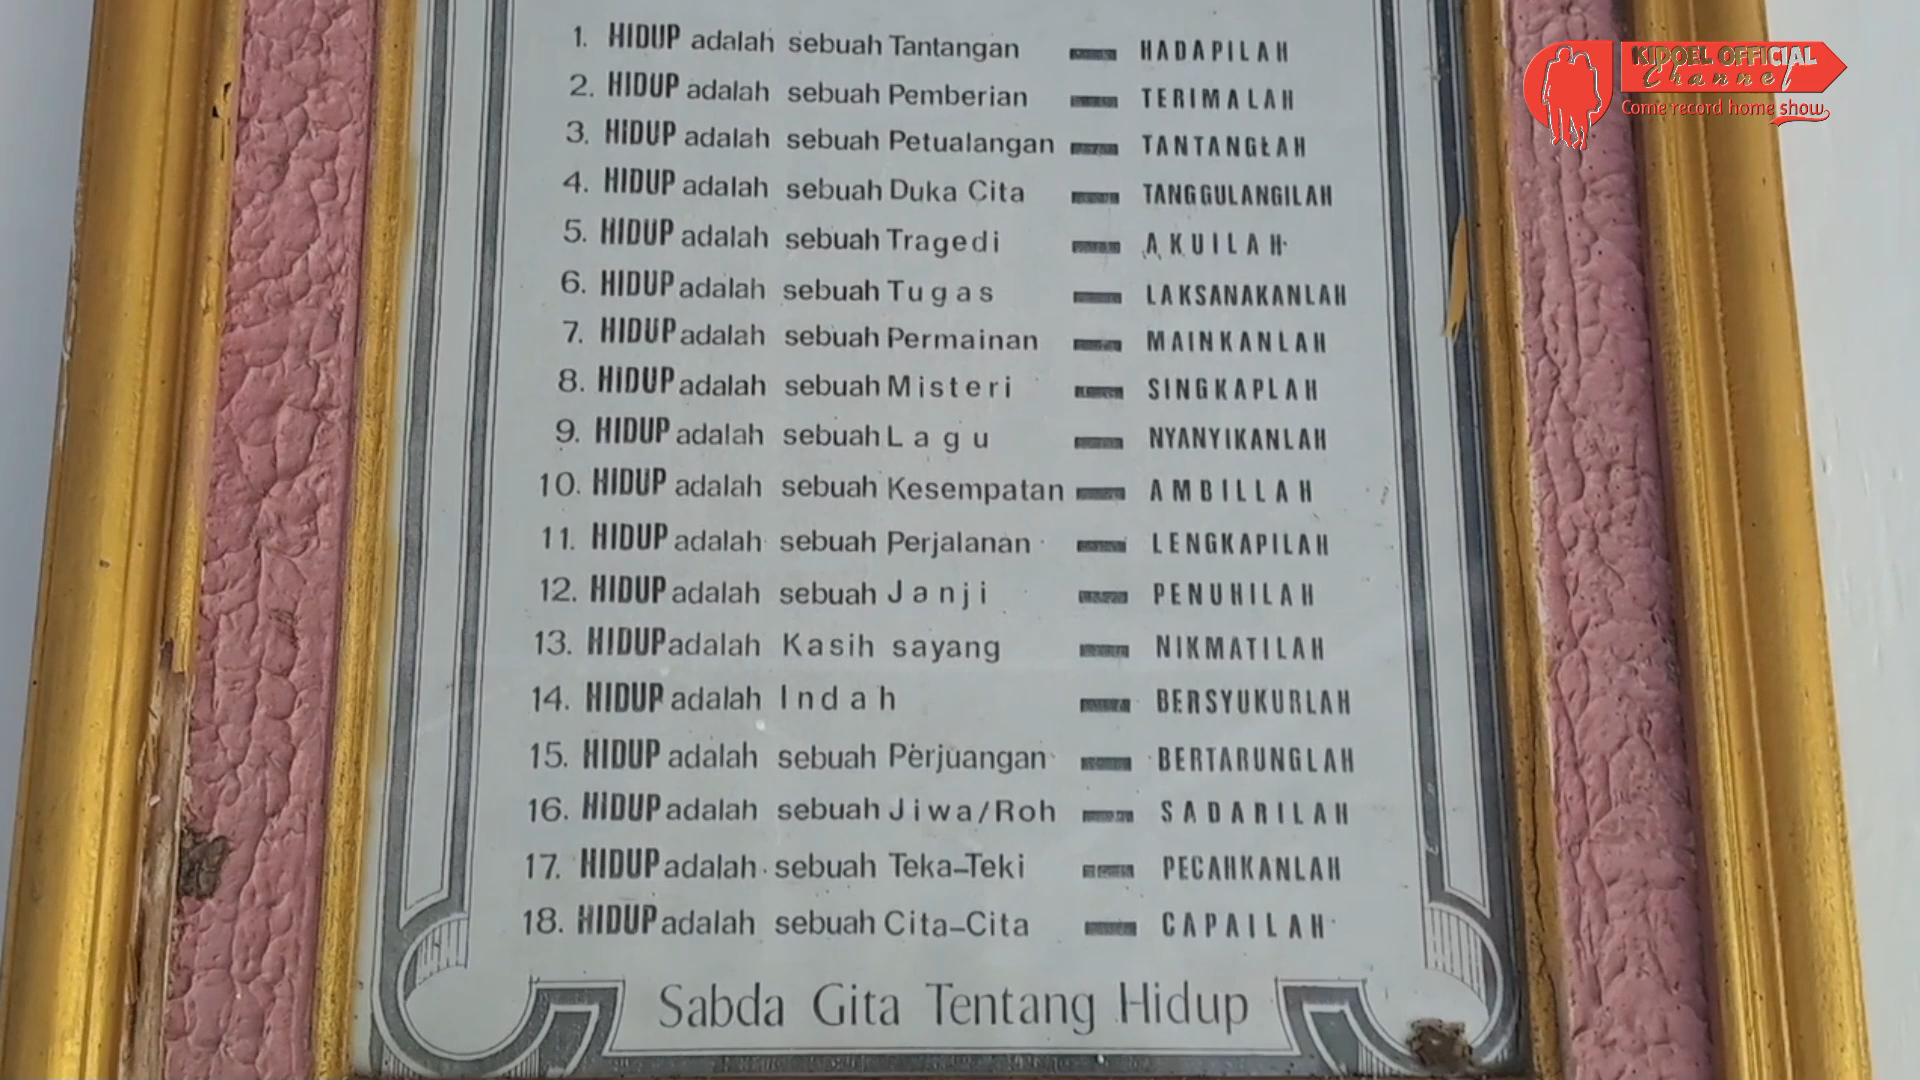 1. HIDUP adalah sebuah Tantangan — HADAPILAH
2. HIDUP adalah sebuah Pemberian — TERIMALAH
3. HIDUP adalah sebuah Petualangan — TANTANGLAH
4. HIDUP adalah sebuah Duka Cita — TANGGULANGILAH
5. HIDUP adalah sebuah Tragedi — AKUILAH
6. HIDUP adalah sebuah Tugas — LAKSANAKANLAH
7. HIDUP adalah sebuah Permainan — MAINKANLAH
8. HIDUP adalah sebuah Misteri — SINGKAPLAH
9. HIDUP adalah sebuah Lagu — NYANYIKANLAH
10. HIDUP adalah sebuah Kesempatan — AMBILLAH
11. HIDUP adalah sebuah Perjalanan — LENGKAPILAH
12. HIDUP adalah sebuah Janji — PENUHILAH
13. HIDUP adalah Kasih sayang — NIKMATILAH
14. HIDUP adalah Indah — BERSYUKURLAH
15. HIDUP adalah sebuah Perjuangan — BERTARUNGLAH
16. HIDUP adalah sebuah Jiwa/Roh — SADARILAH
17. HIDUP adalah sebuah Teka-Teki — PECAHKANLAH
18. HIDUP adalah sebuah Cita-Cita — CAPAILAH
Sabda Gita Tentang Hidup
KIDOEL OFFICIAL
Channel
Come record home show